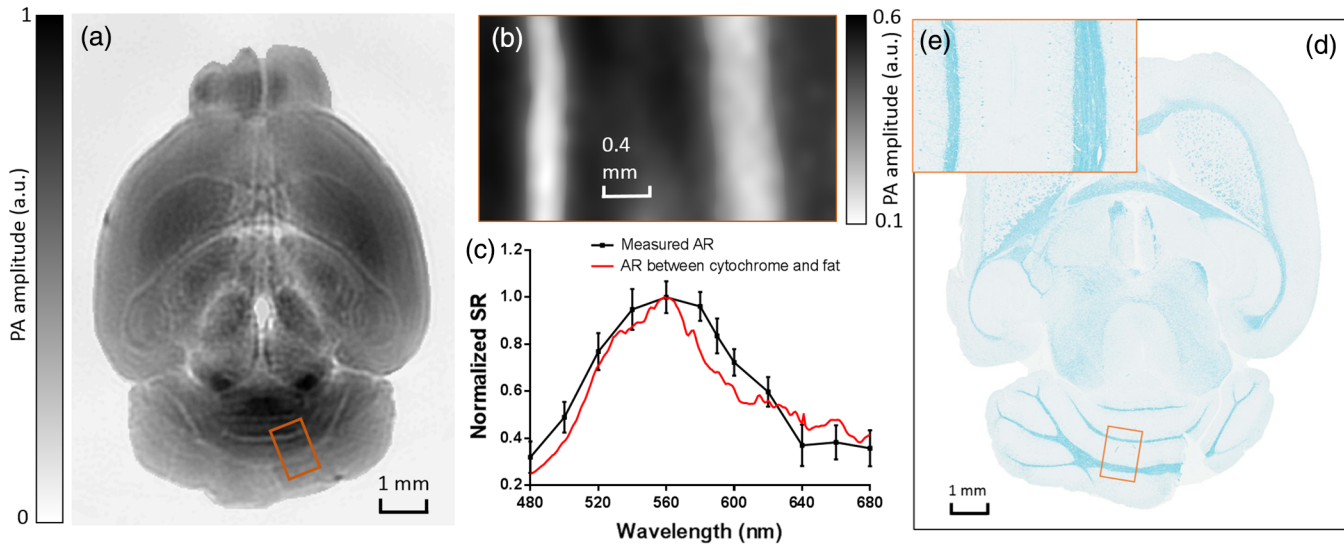 1
PA amplitude (a.u.)
0
(a)
1 mm
(b)
0.4
mm
0.6
PA amplitude (a.u.)
0.1
(c)
Measured AR
AR between cytochrome and fat
Normalized SR
1.2
1.0
0.8
0.6
0.4
0.2
480 520 560 600 640 680
Wavelength (nm)
(e)
(d)
1 mm